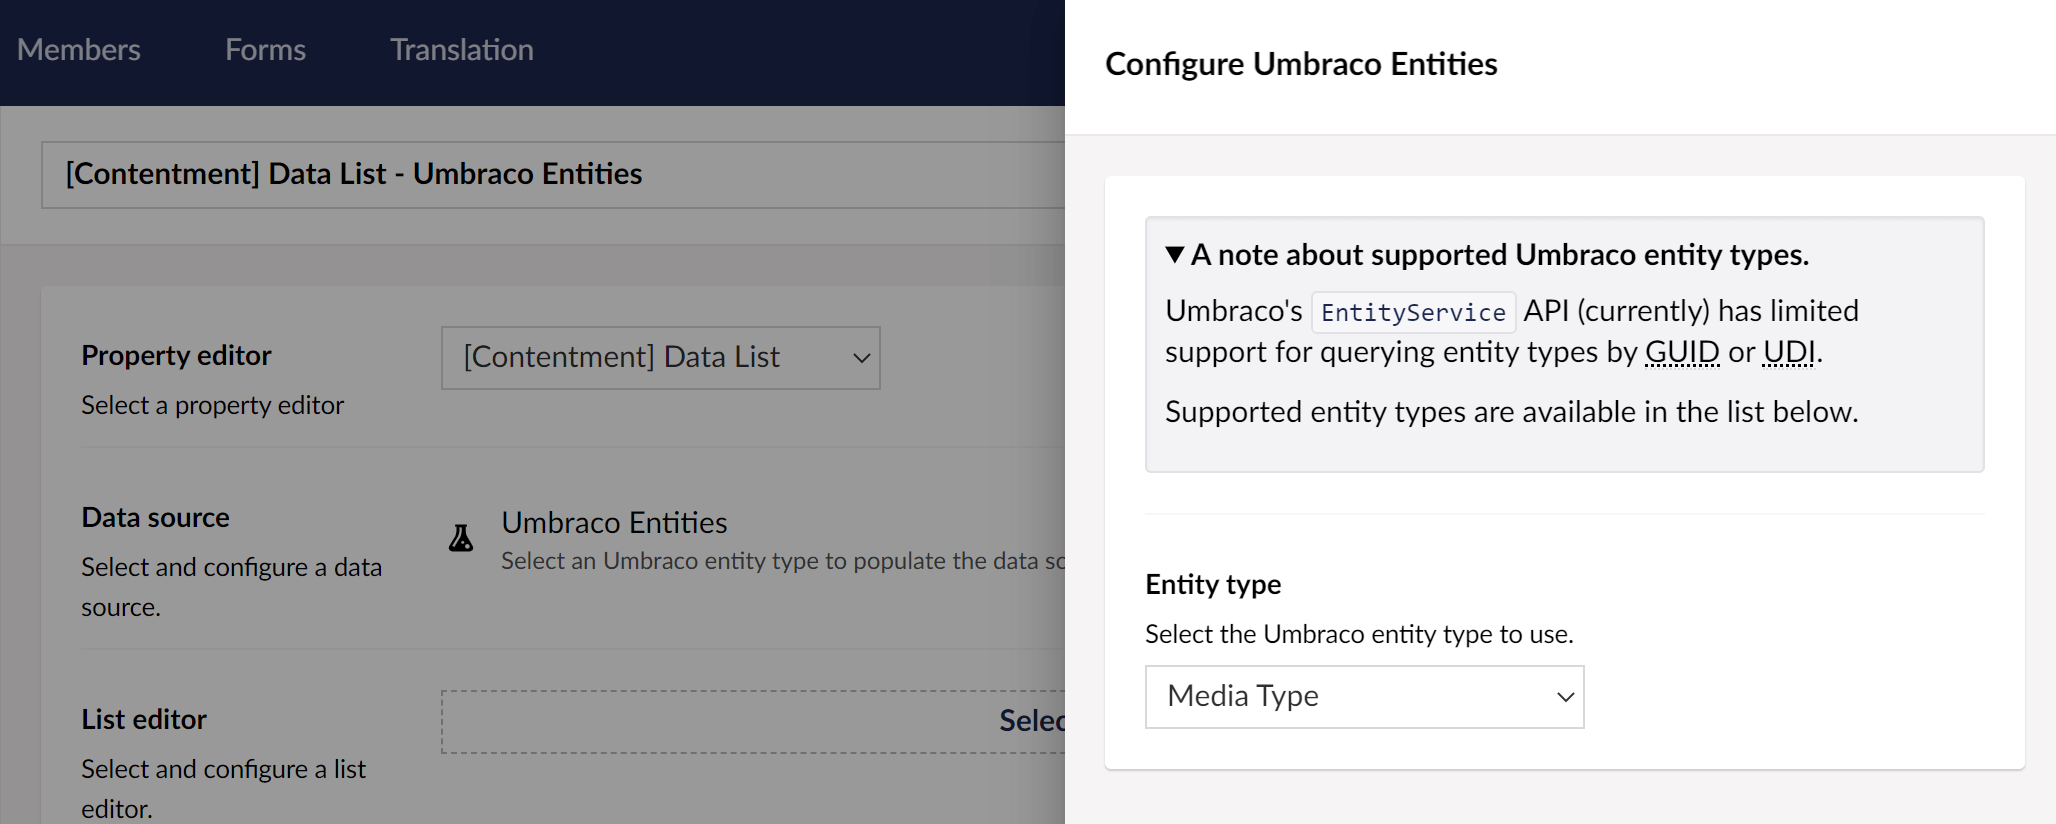 Members Forms Translation
[Contentment] Data List - Umbraco Entities
Property editor
Select a property editor
[Contentment] Data List
Data source
Select and configure a data
source.
Umbraco Entities
Select an Umbraco entity type to populate the data sc
List editor
Select and configure a list
editor.
Selec
Configure Umbraco Entities
A note about supported Umbraco entity types.
Umbraco's EntityService API (currently) has limited
support for querying entity types by GUID or UDI.
Supported entity types are available in the list below.
Entity type
Select the Umbraco entity type to use.
Media Type